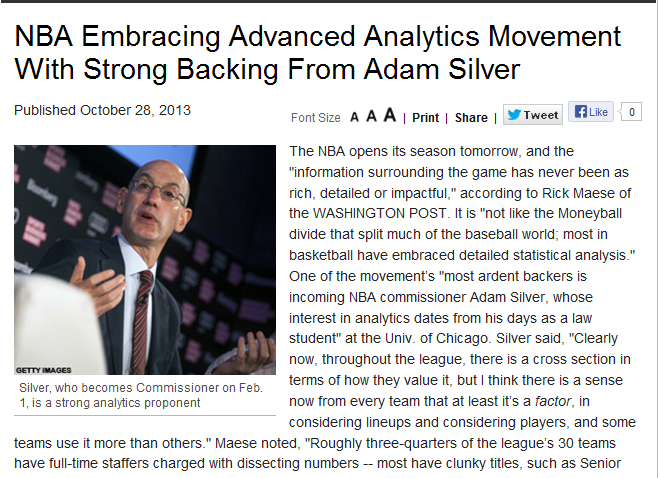 NBA Embracing Advanced Analytics Movement
With Strong Backing From Adam Silver
Published October 28, 2013
Font Size A A A | Print | Share | Tweet Like 0
The NBA opens its season tomorrow, and the
"information surrounding the game has never been as
rich, detailed or impactful," according to Rick Maese of
the WASHINGTON POST. It is "not like the Moneyball
divide that split much of the baseball world; most in
basketball have embraced detailed statistical analysis."
One of the movement's "most ardent backers is
incoming NBA commissioner Adam Silver, whose
interest in analytics dates from his days as a law
student" at the Univ. of Chicago. Silver said, "Clearly
now, throughout the league, there is a cross section in
terms of how they value it, but I think there is a sense
now from every team that at least it's a factor, in
considering lineups and considering players, and some
teams use it more than others." Maese noted, "Roughly three-quarters of the league's 30 teams
have full-time staffers charged with dissecting numbers -- most have clunky titles, such as Senior
Bloomberg
GETTY IMAGES
Silver, who becomes Commissioner on Feb.
1, is a strong analytics proponent